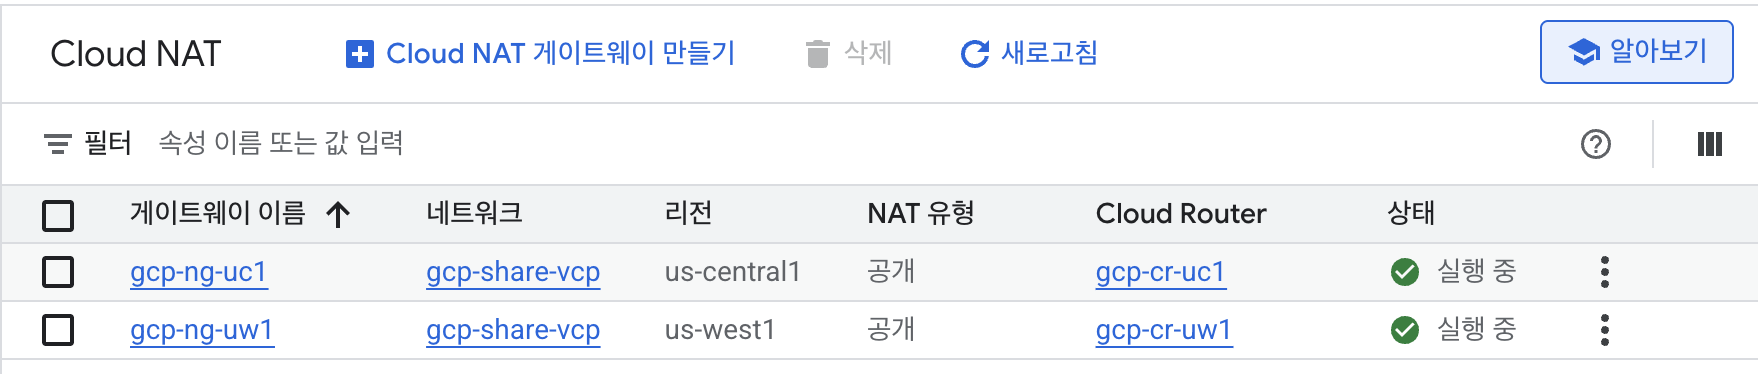 Cloud NAT Cloud NAT 게이트웨이 만들기 삭제 새로고침 알아보기
필터 속성 이름 또는 값 입력
게이트웨이 이름 네트워크 리전 NAT 유형 Cloud Router 상태
gcp-ng-uc1 gcp-share-vcp us-central1 공개 gcp-cr-uc1 실행 중
gcp-ng-uw1 gcp-share-vcp us-west1 공개 gcp-cr-uw1 실행 중